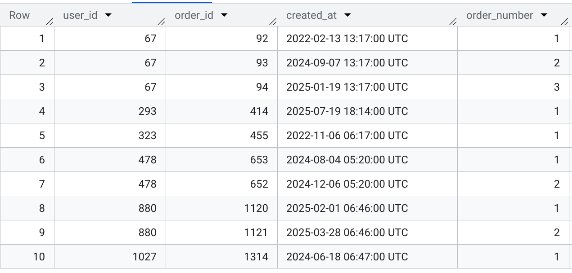 Row user_id order_id created_at order_number
1 67 92 2022-02-13 13:17:00 UTC 1
2 67 93 2024-09-07 13:17:00 UTC 2
3 67 94 2025-01-19 13:17:00 UTC 3
4 293 414 2025-07-19 18:14:00 UTC 1
5 323 455 2022-11-06 06:17:00 UTC 1
6 478 653 2024-08-04 05:20:00 UTC 1
7 478 652 2024-12-06 05:20:00 UTC 2
8 880 1120 2025-02-01 06:46:00 UTC 1
9 880 1121 2025-03-28 06:46:00 UTC 2
10 1027 1314 2024-06-18 06:47:00 UTC 1